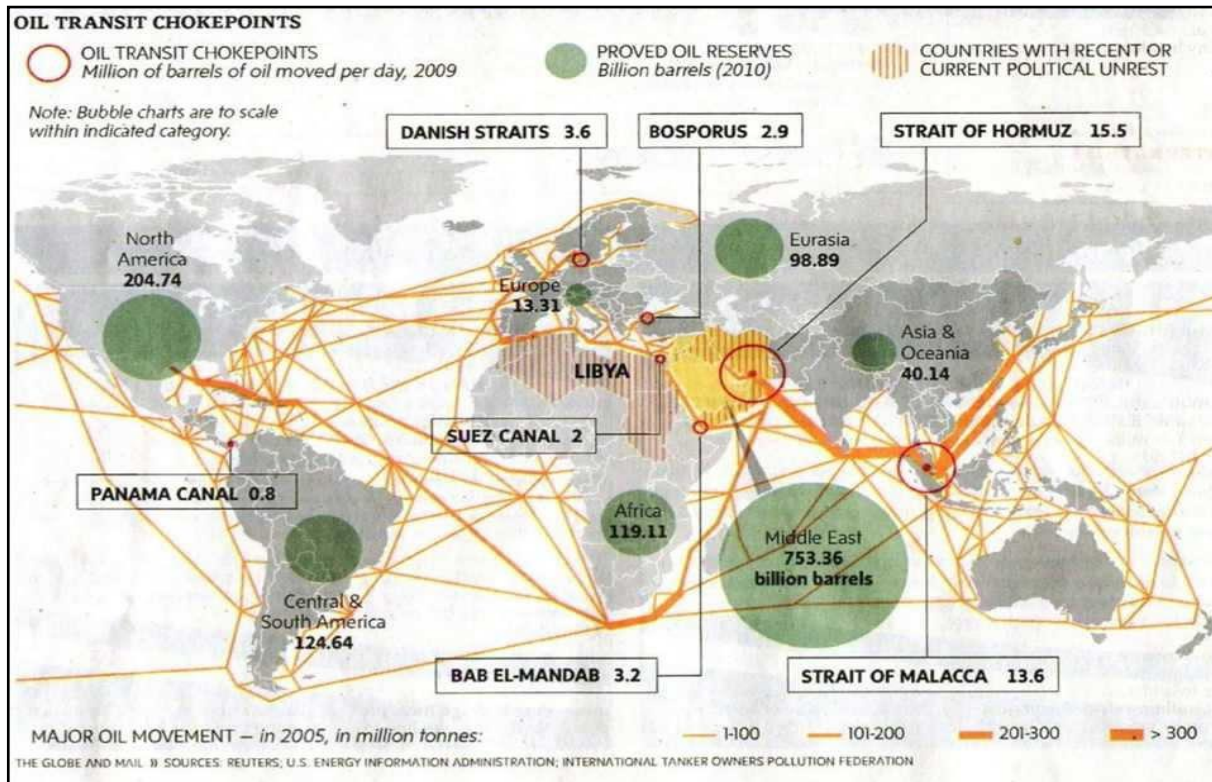 OIL TRANSIT CHOKEPOINTS
OIL TRANSIT CHOKEPOINTS
Million of barrels of oil moved per day, 2009
PROVED OIL RESERVES
Billion barrels (2010)
COUNTRIES WITH RECENT OR
CURRENT POLITICAL UNREST
Note: Bubble charts are to scale
within indicated category.
DANISH STRAITS 3.6
BOSPORUS 2.9
STRAIT OF HORMUZ 15.5
North
America
204.74
Europe
13.31
Eurasia
98.89
Asia &
Oceania
40.14
LIBYA
SUEZ CANAL 2
PANAMA CANAL 0.8
Africa
119.11
Middle East
753.36
billion barrels
Central &
South America
124.64
BAB EL-MANDAB 3.2
STRAIT OF MALACCA 13.6
MAJOR OIL MOVEMENT — in 2005, in million tonnes:
1-100
101-200
201-300
> 300
THE GLOBE AND MAIL » SOURCES: REUTERS; U.S. ENERGY INFORMATION ADMINISTRATION; INTERNATIONAL TANKER OWNERS POLLUTION FEDERATION